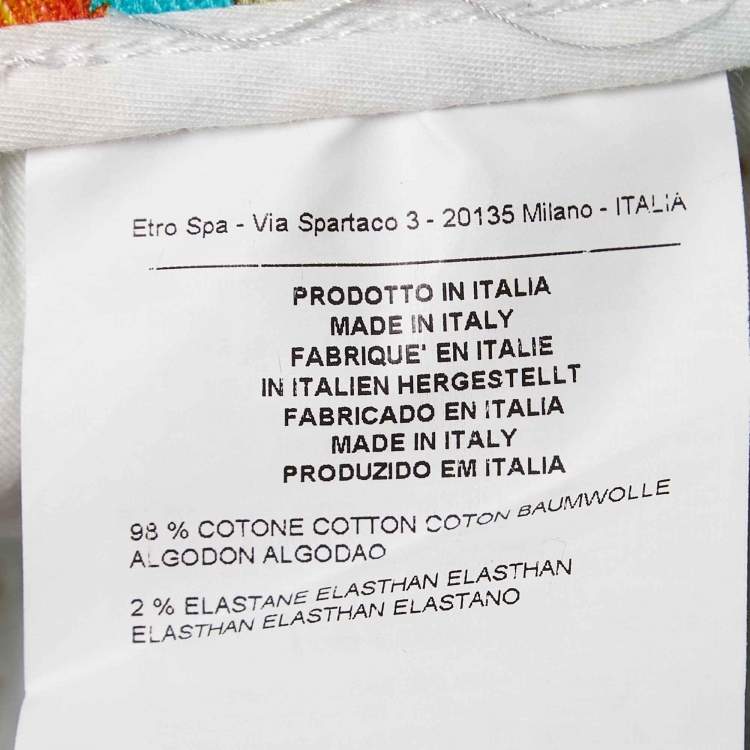 Etro Spa - Via Spartaco 3 - 20135 Milano - ITALIA
PRODOTTO IN ITALIA
MADE IN ITALY
FABRIQUE' EN ITALIE
IN ITALIEN HERGESTELLT
FABRICADO EN ITALIA
MADE IN ITALY
PRODUZIDO EM ITALIA
98 % COTONE COTTON COTON BAUMWOLLE
ALGODON ALGODAO
2 % ELASTANE ELASTHAN ELASTHAN
ELASTHAN ELASTHAN ELASTANO